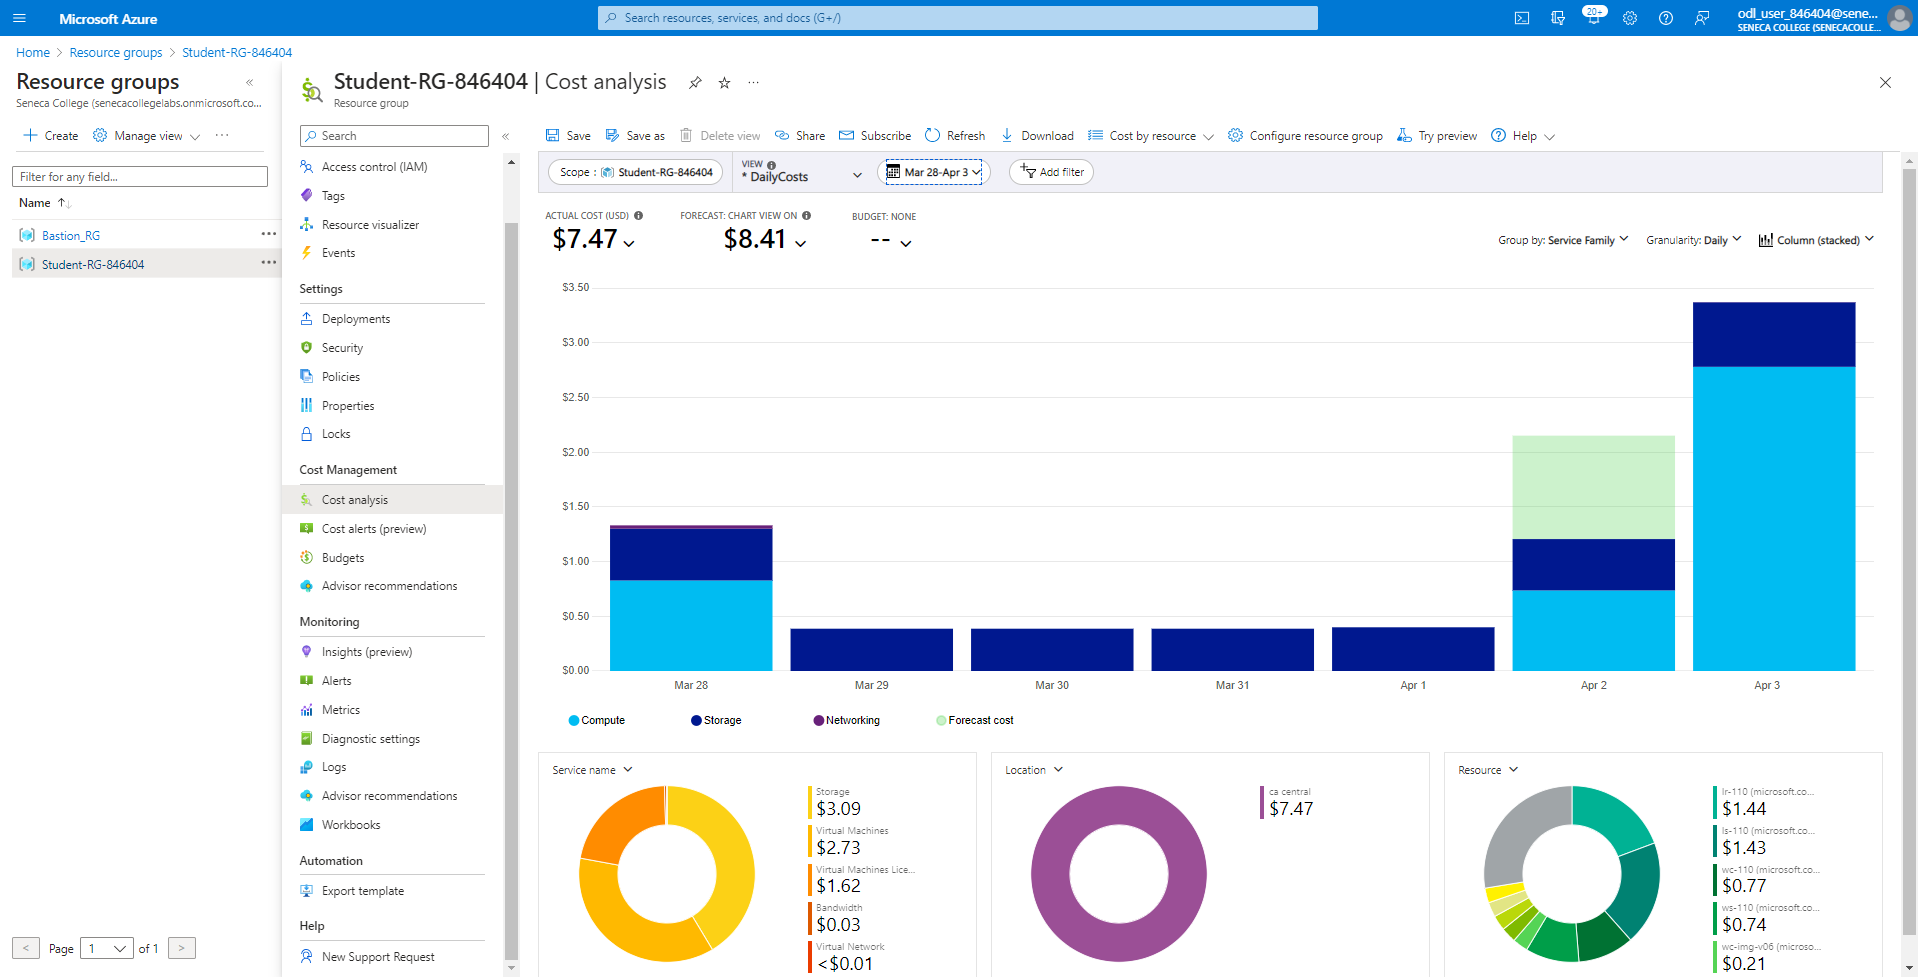 Microsoft Azure
Search resources, services, and docs (G+/)
20+
odl_user_846404@sene...
SENECA COLLEGE (SENECACOLLE...
Home > Resource groups > Student-RG-846404
Resource groups
Seneca College (senecacollegelabs.onmicrosoft.co...
Create
Manage view
Filter for any field...
Name
Bastion_RG
Student-RG-846404
< Page 1 of 1 >
Student-RG-846404 | Cost analysis
Resource group
Search
Access control (IAM)
Tags
Resource visualizer
Events
Settings
Deployments
Security
Policies
Properties
Locks
Cost Management
Cost analysis
Cost alerts (preview)
Budgets
Advisor recommendations
Monitoring
Insights (preview)
Alerts
Metrics
Diagnostic settings
Logs
Advisor recommendations
Workbooks
Automation
Export template
Help
New Support Request
Save
Save as
Delete view
Share
Subscribe
Refresh
Download
Cost by resource
Configure resource group
Try preview
Help
Scope : Student-RG-846404
VIEW
* DailyCosts
Mar 28-Apr 3
Add filter
ACTUAL COST (USD)
$7.47
FORECAST: CHART VIEW ON
$8.41
BUDGET: NONE
--
Group by: Service Family
Granularity: Daily
Column (stacked)
$3.50
$3.00
$2.50
$2.00
$1.50
$1.00
$0.50
$0.00
Mar 28
Mar 29
Mar 30
Mar 31
Apr 1
Apr 2
Apr 3
Compute
Storage
Networking
Forecast cost
Service name
Storage
$3.09
Virtual Machines
$2.73
Virtual Machines Lice...
$1.62
Bandwidth
$0.03
Virtual Network
<$0.01
Location
ca central
$7.47
Resource
lr-110 (microsoft.co...
$1.44
ls-110 (microsoft.co...
$1.43
wc-110 (microsoft.co...
$0.77
ws-110 (microsoft.co...
$0.74
wc-img-v06 (microso...
$0.21